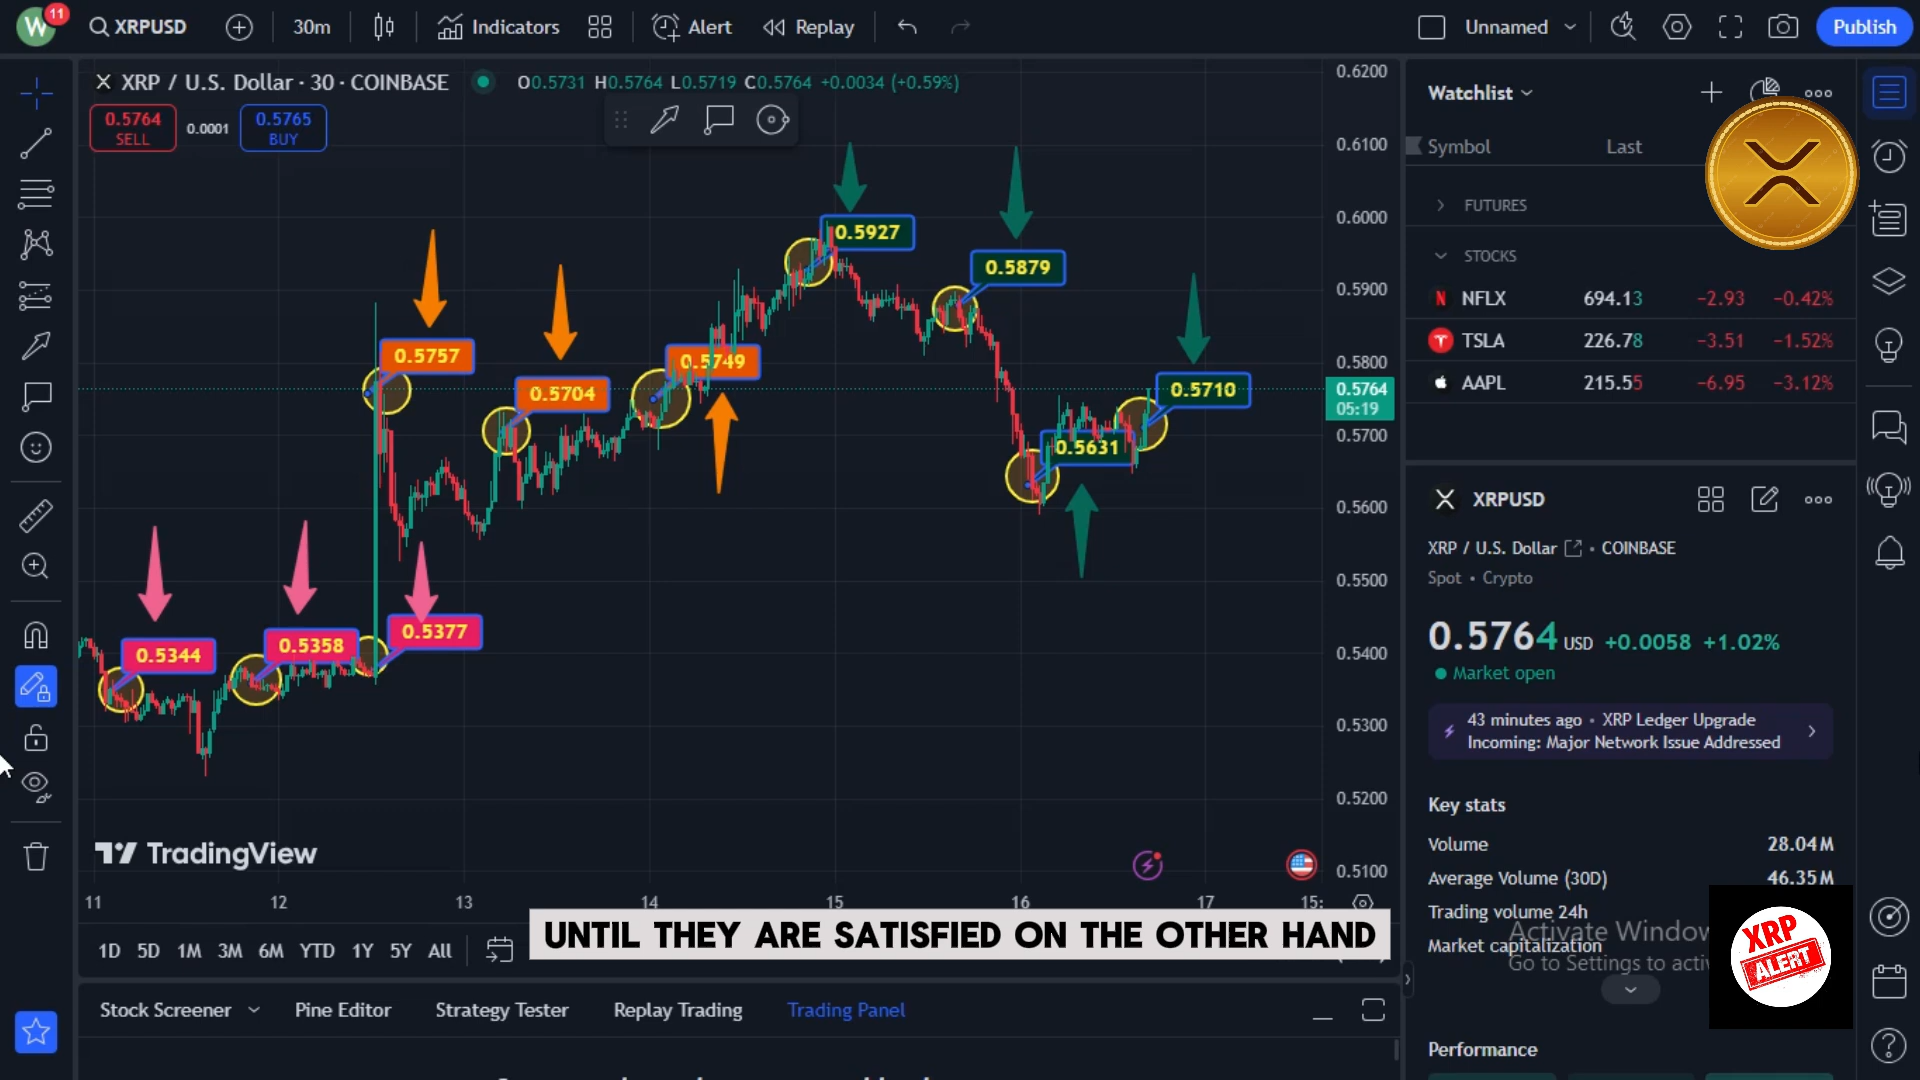 W 11 XRPUSD 30m Indicators Alert Replay Unnamed Publish
XRP / U.S. Dollar · 30 · COINBASE O0.5731 H0.5764 L0.5719 C0.5764 +0.0034 (+0.59%)
0.5764 SELL
0.0001
0.5765 BUY
0.6200
0.6100
0.6000
0.5900
0.5800
0.5764
05:19
0.5700
0.5600
0.5500
0.5400
0.5300
0.5200
0.5100
0.5927
0.5879
0.5757
0.5749
0.5704
0.5710
0.5631
0.5344
0.5358
0.5377
TradingView
11 12 13 14 15 16 17 15:
UNTIL THEY ARE SATISFIED ON THE OTHER HAND
1D 5D 1M 3M 6M YTD 1Y 5Y All
Stock Screener Pine Editor Strategy Tester Replay Trading Trading Panel
Watchlist
Symbol Last
FUTURES
STOCKS
NFLX 694.13 −2.93 −0.42%
TSLA 226.78 −3.51 −1.52%
AAPL 215.55 −6.95 −3.12%
XRPUSD
XRP / U.S. Dollar • COINBASE
Spot • Crypto
0.5764 USD +0.0058 +1.02%
Market open
43 minutes ago • XRP Ledger Upgrade
Incoming: Major Network Issue Addressed
Key stats
Volume 28.04M
Average Volume (30D) 46.35M
Trading volume 24h
Market capitalization
Activate Window
Go to Settings to activ
XRP
ALERT
Performance